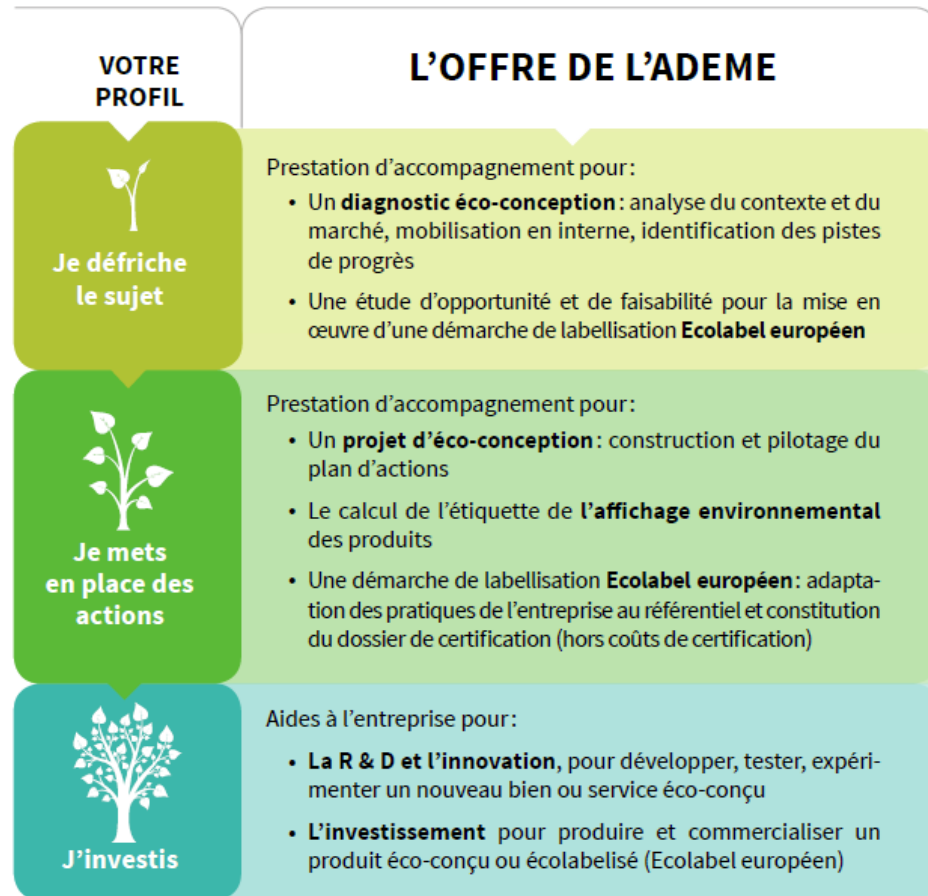 VOTRE
PROFIL
L’OFFRE DE L’ADEME
Je défriche
le sujet
Prestation d’accompagnement pour :
• Un diagnostic éco-conception : analyse du contexte et du
marché, mobilisation en interne, identification des pistes
de progrès
• Une étude d’opportunité et de faisabilité pour la mise en
œuvre d’une démarche de labellisation Ecolabel européen
Je mets
en place des
actions
Prestation d’accompagnement pour :
• Un projet d’éco-conception : construction et pilotage du
plan d’actions
• Le calcul de l’étiquette de l’affichage environnemental
des produits
• Une démarche de labellisation Ecolabel européen : adapta-
tion des pratiques de l’entreprise au référentiel et constitution
du dossier de certification (hors coûts de certification)
J’investis
Aides à l’entreprise pour :
• La R & D et l’innovation, pour développer, tester, expéri-
menter un nouveau bien ou service éco-conçu
• L’investissement pour produire et commercialiser un
produit éco-conçu ou écolabelisé (Ecolabel européen)